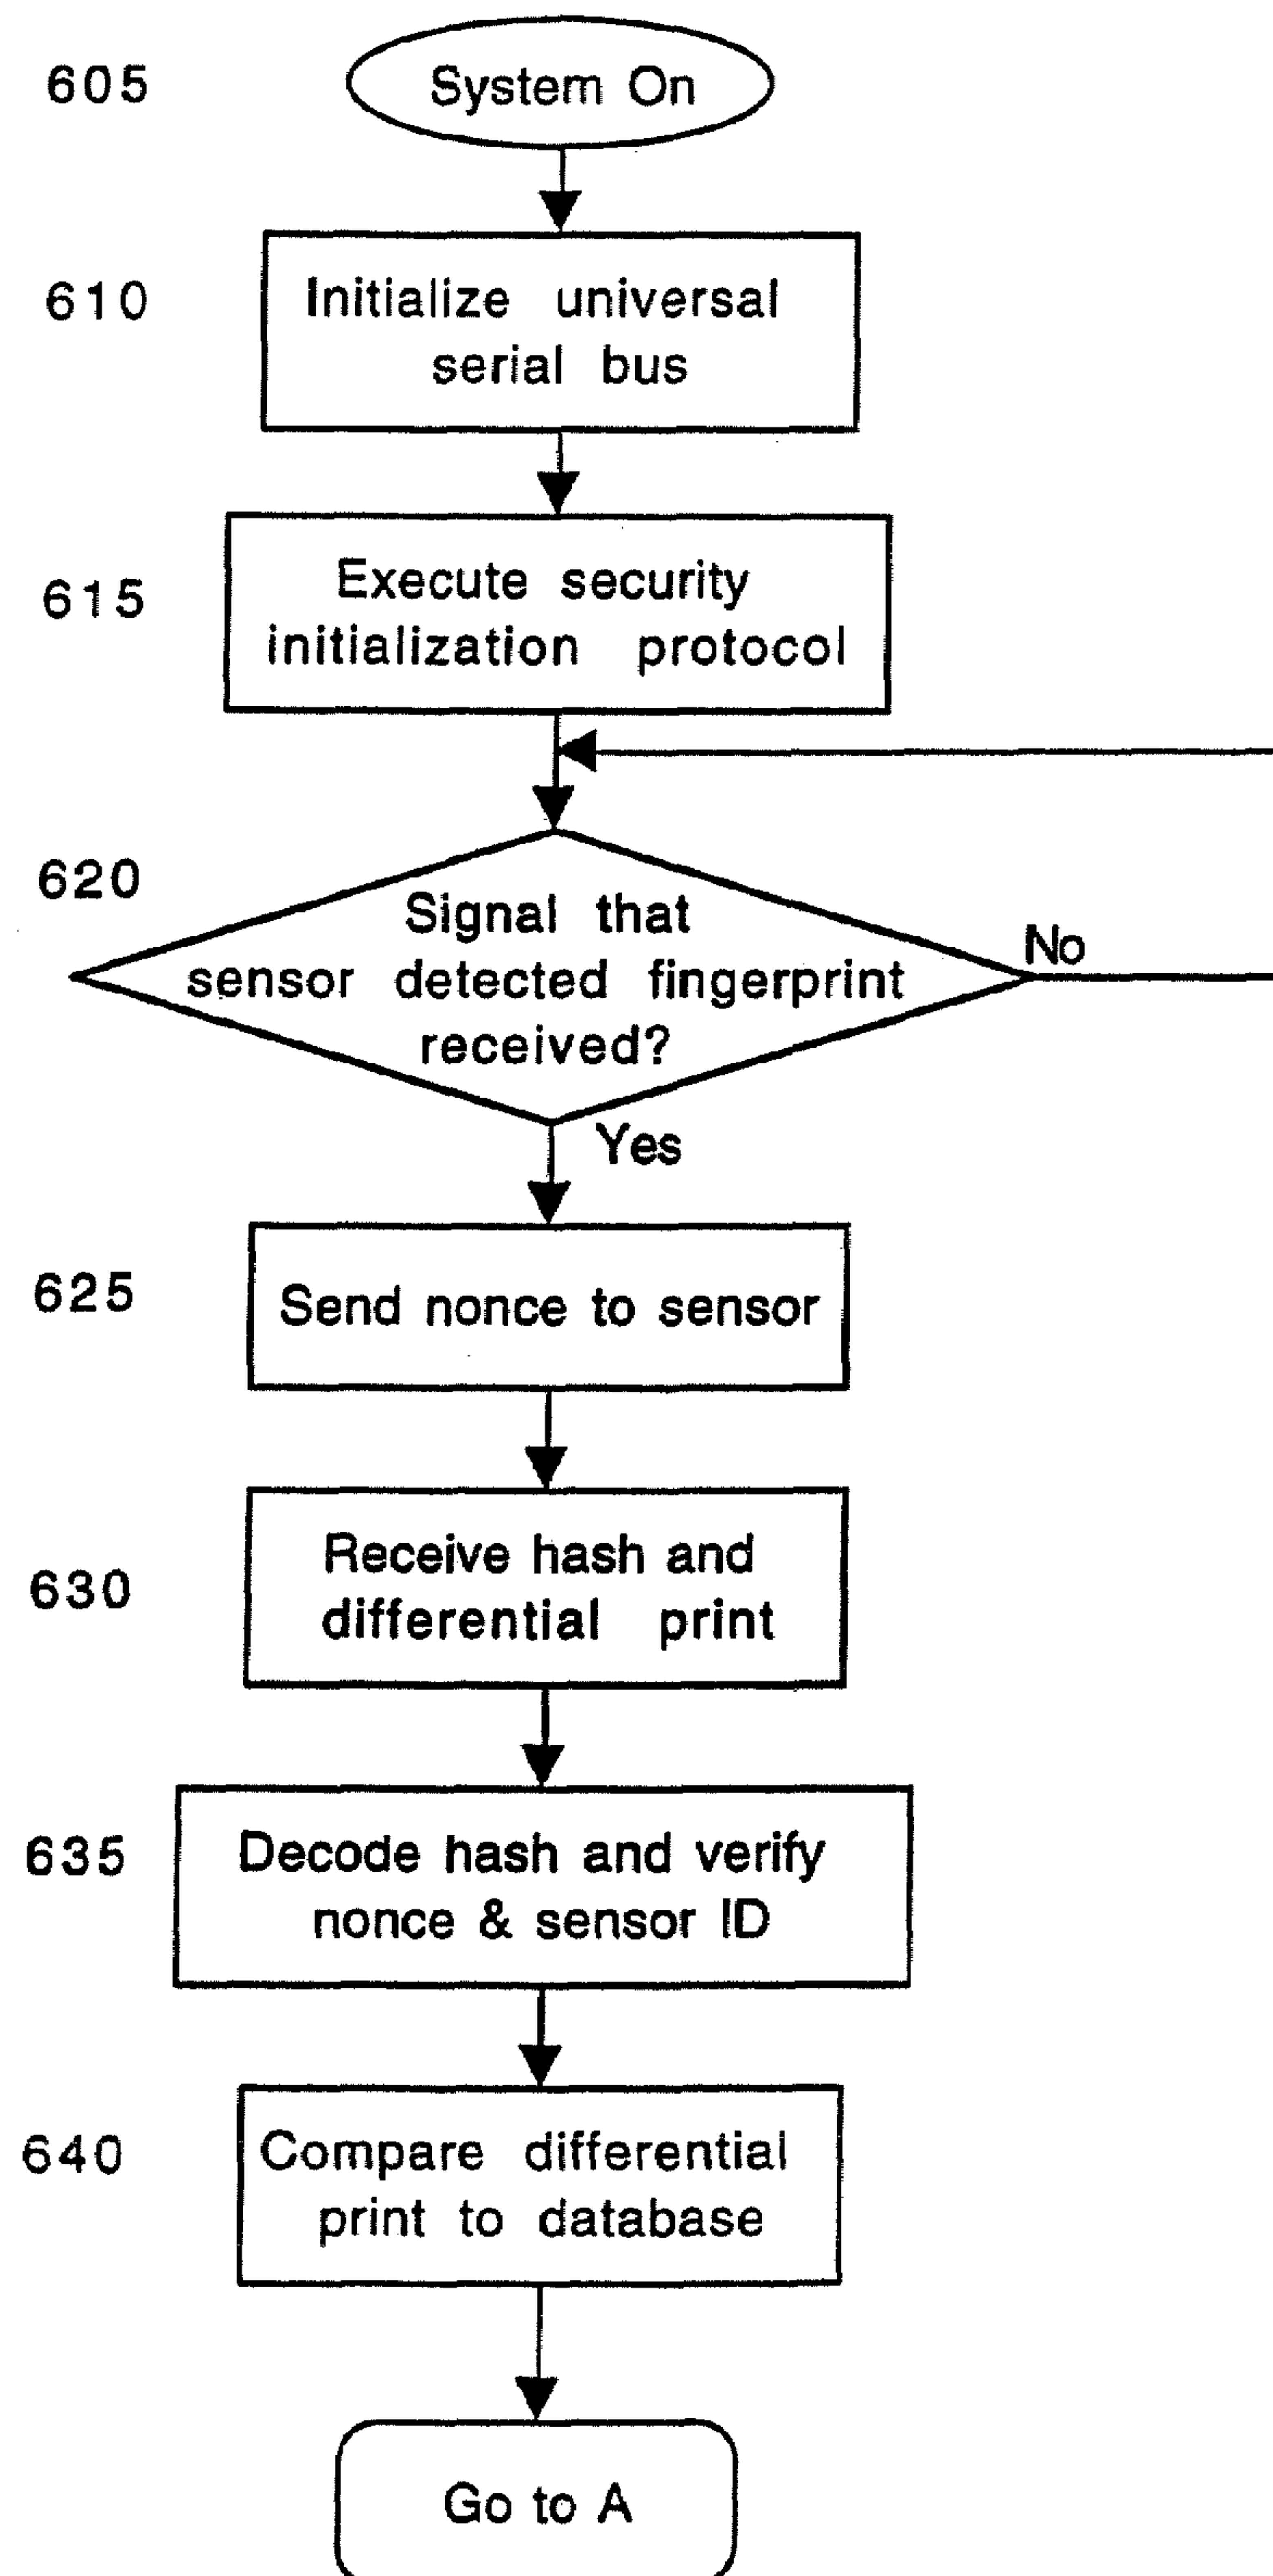 605
System On
610
Initialize universal
serial bus
615
Execute security
initialization protocol
620
Signal that
sensor detected fingerprint
received?
No
Yes
625
Send nonce to sensor
630
Receive hash and
differential print
635
Decode hash and verify
nonce & sensor ID
640
Compare differential
print to database
Go to A